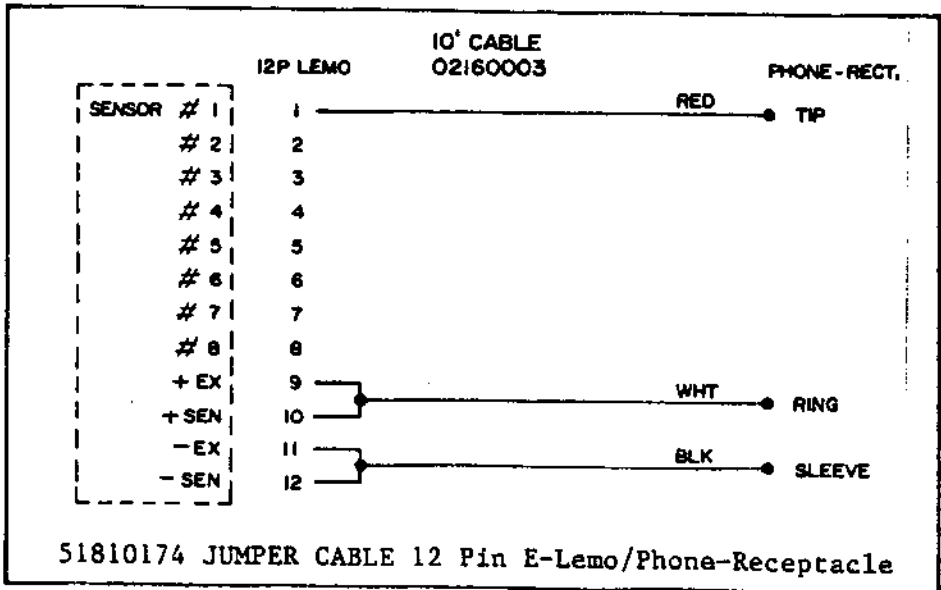 10' CABLE
12P LEMO 02160003 PHONE-RECT.
SENSOR # 1 1 RED TIP
# 2 2
# 3 3
# 4 4
# 5 5
# 6 6
# 7 7
# 8 8
+ EX 9 WHT RING
+ SEN 10
- EX 11 BLK SLEEVE
- SEN 12
51810174 JUMPER CABLE 12 Pin E-Lemo/Phone-Receptacle